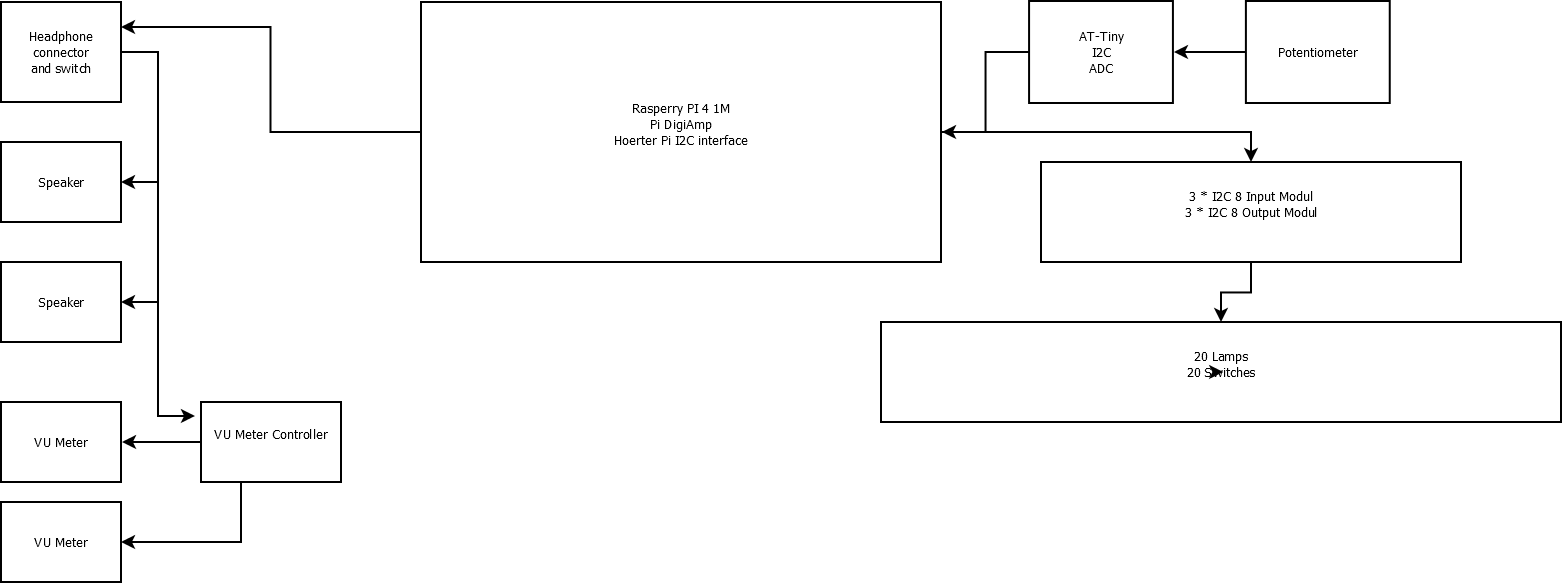 Headphone
connector
and switch
AT-Tiny
I2C
ADC
Potentiometer
Rasperry PI 4 1M
Pi DigiAmp
Hoerter Pi I2C interface
Speaker
3 * I2C 8 Input Modul
3 * I2C 8 Output Modul
Speaker
20 Lamps
20 Switches
VU Meter
VU Meter Controller
VU Meter